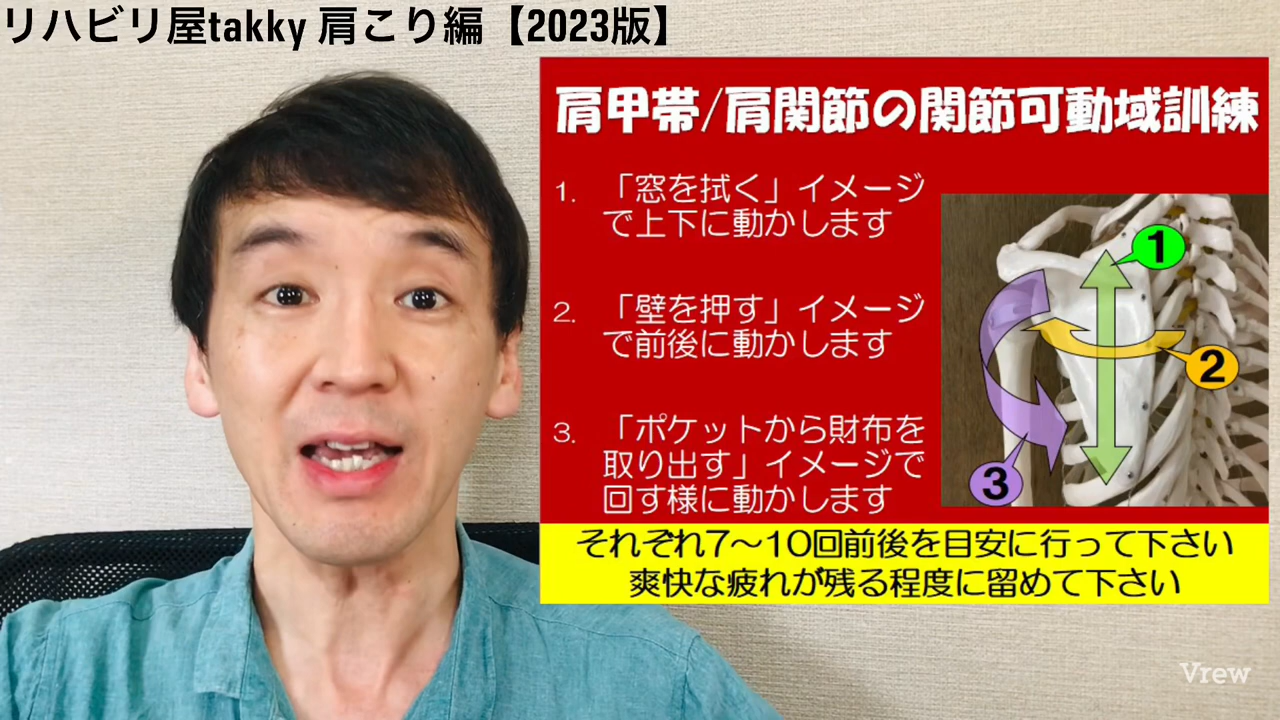 リハビリ屋takky 肩こり編【2023版】
肩甲帯/肩関節の関節可動域訓練
1. 「窓を拭く」イメージ
で上下に動かします
2. 「壁を押す」イメージ
で前後に動かします
3. 「ポケットから財布を
取り出す」イメージで
回す様に動かします
1
2
3
それぞれ7〜10回前後を目安に行って下さい
爽快な疲れが残る程度に留めて下さい
Vrew